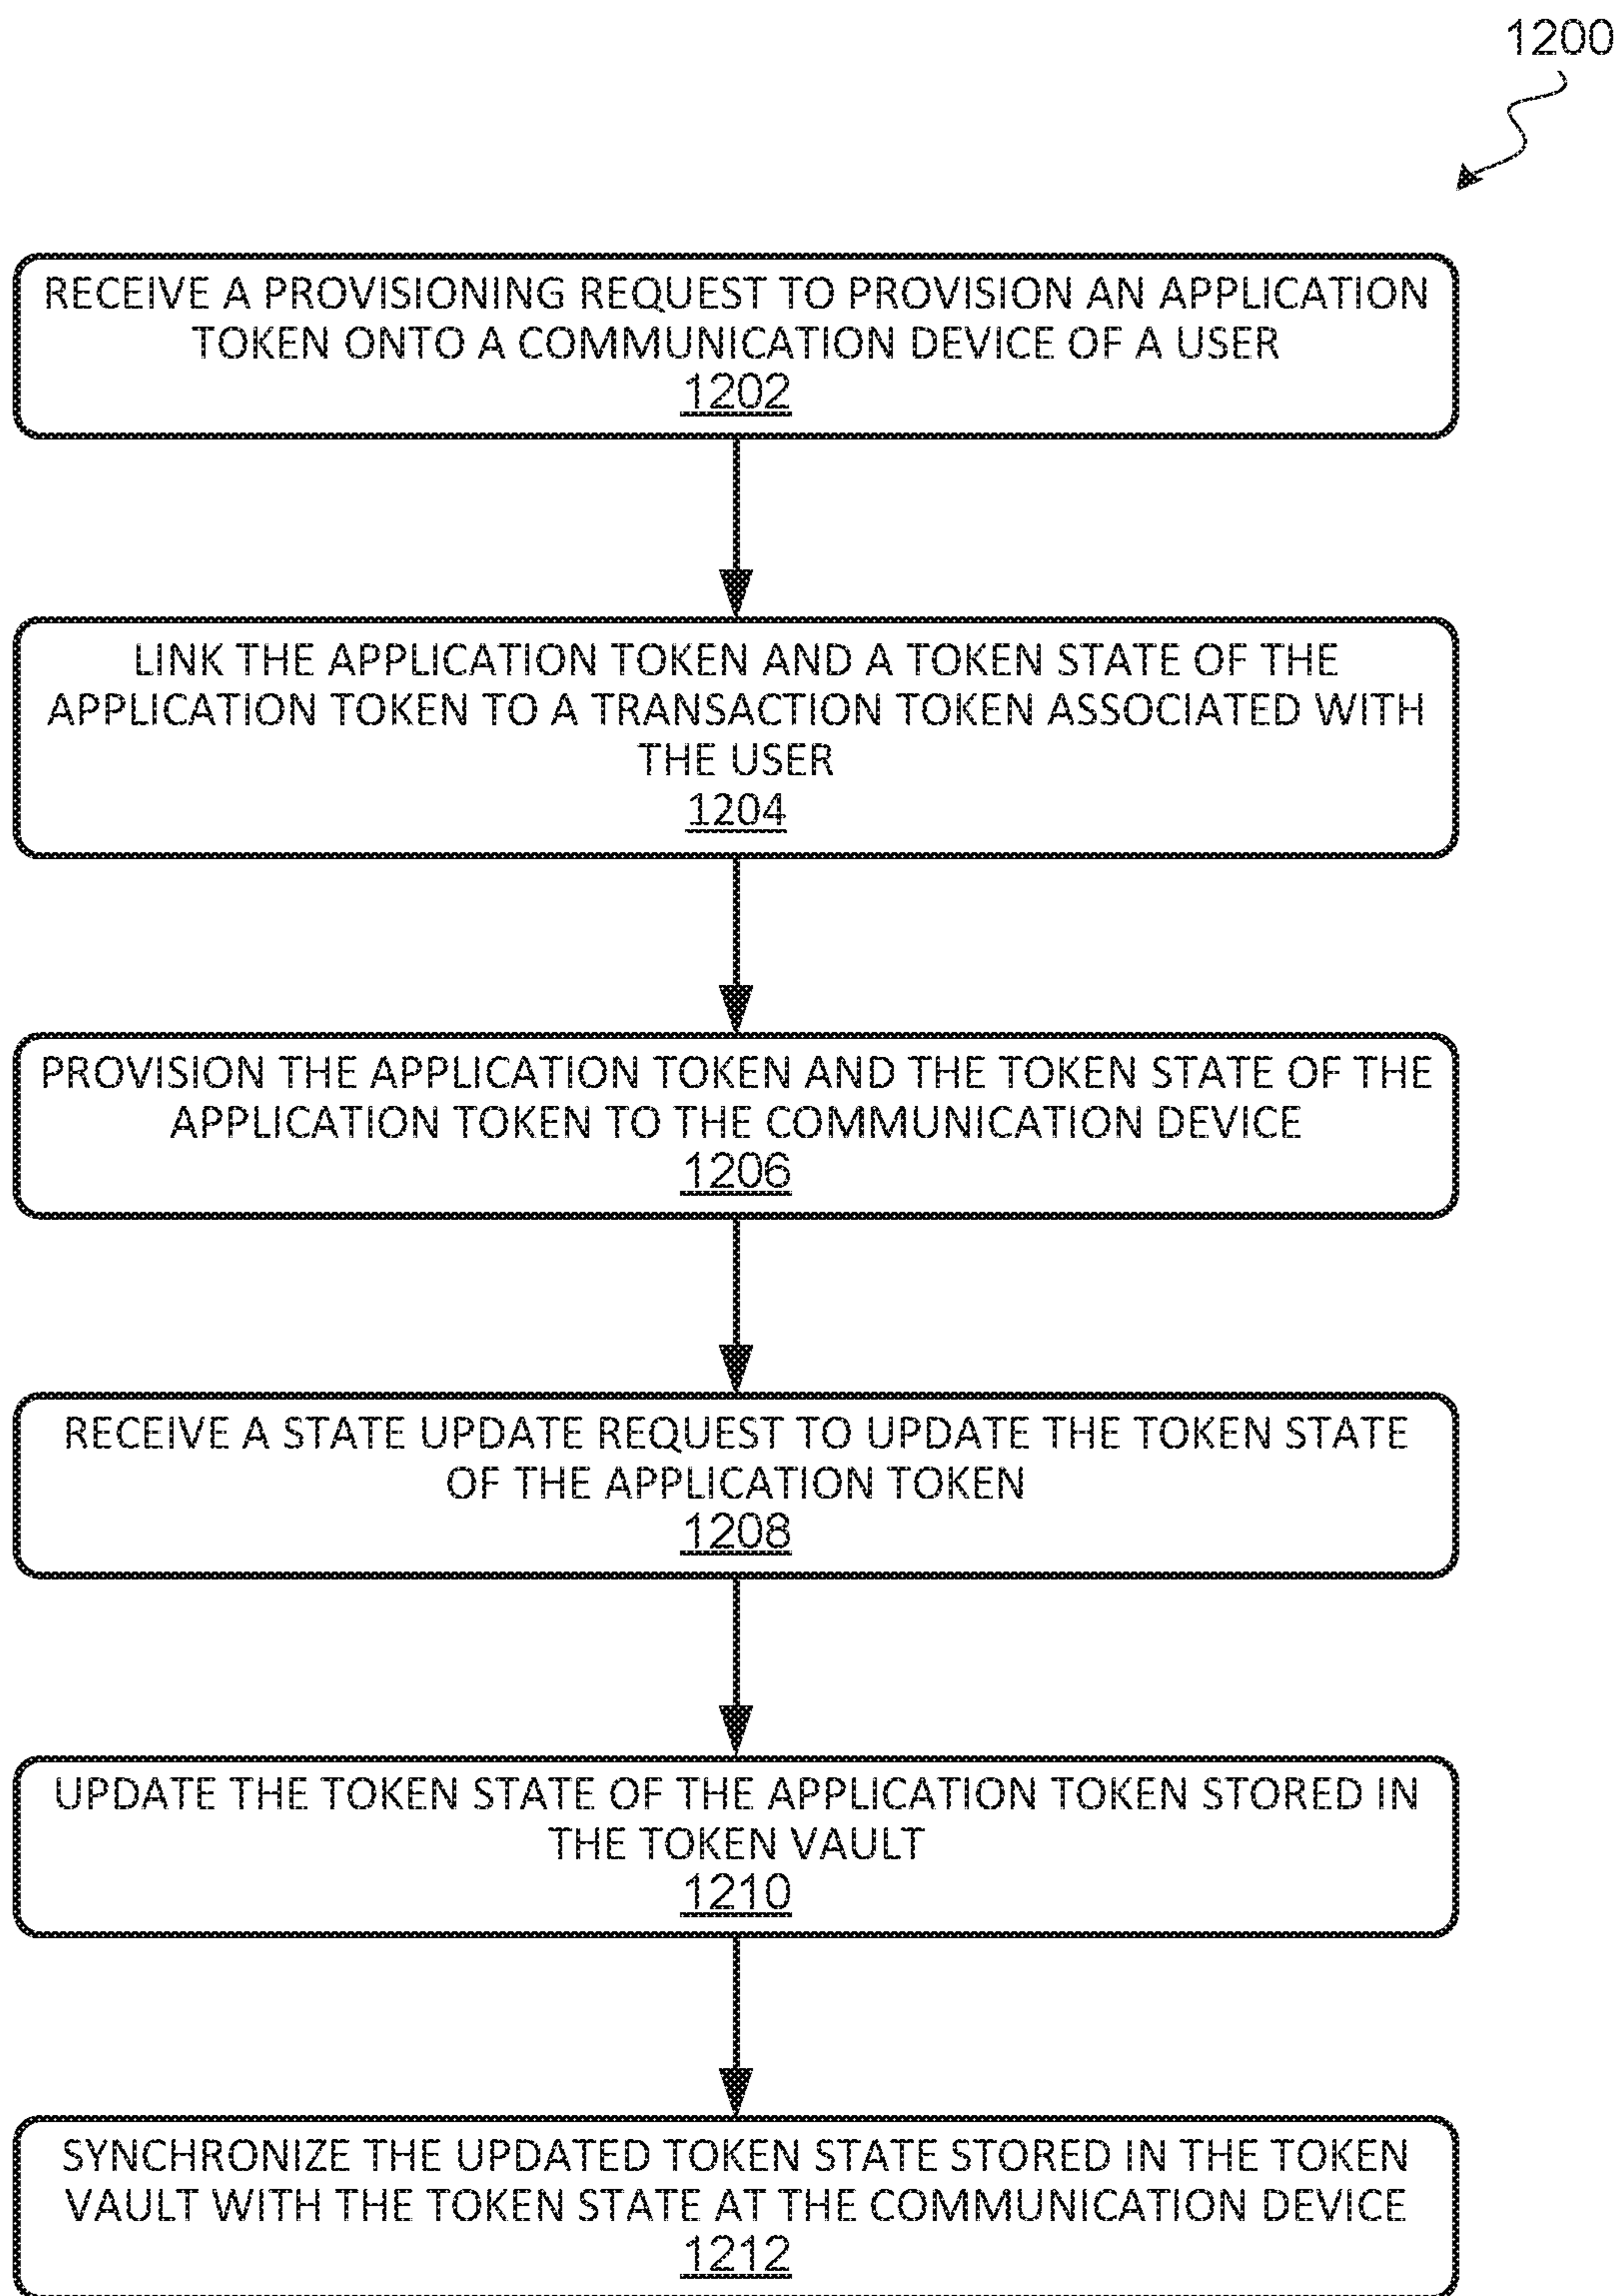 1200
RECEIVE A PROVISIONING REQUEST TO PROVISION AN APPLICATION
TOKEN ONTO A COMMUNICATION DEVICE OF A USER
1202
LINK THE APPLICATION TOKEN AND A TOKEN STATE OF THE
APPLICATION TOKEN TO A TRANSACTION TOKEN ASSOCIATED WITH
THE USER
1204
PROVISION THE APPLICATION TOKEN AND THE TOKEN STATE OF THE
APPLICATION TOKEN TO THE COMMUNICATION DEVICE
1206
RECEIVE A STATE UPDATE REQUEST TO UPDATE THE TOKEN STATE
OF THE APPLICATION TOKEN
1208
UPDATE THE TOKEN STATE OF THE APPLICATION TOKEN STORED IN
THE TOKEN VAULT
1210
SYNCHRONIZE THE UPDATED TOKEN STATE STORED IN THE TOKEN
VAULT WITH THE TOKEN STATE AT THE COMMUNICATION DEVICE
1212